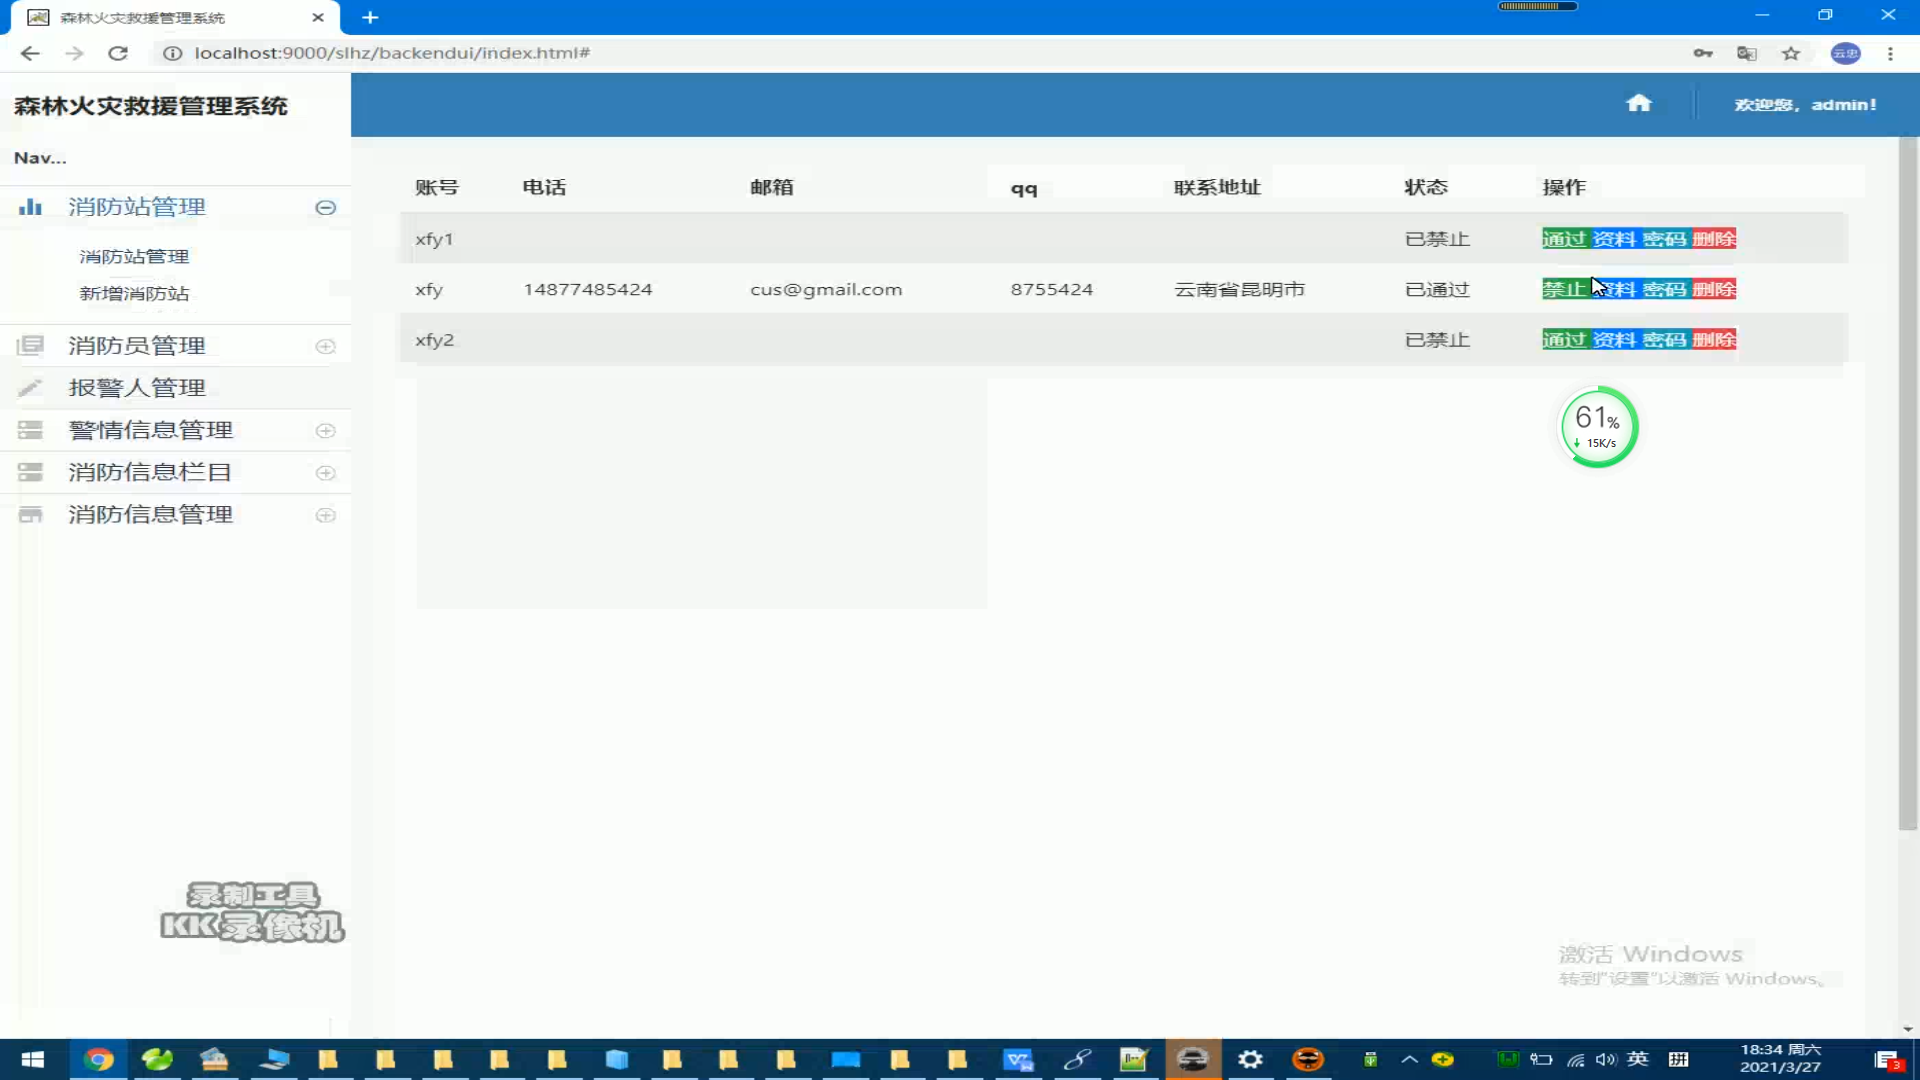 森林火灾救援管理系统
localhost:9000/slhz/backendui/index.html#
云忠
森林火灾救援管理系统
欢迎您，admin!
Nav...
消防站管理
消防站管理
新增消防站
消防员管理
报警人管理
警情信息管理
消防信息栏目
消防信息管理
账号 电话 邮箱 qq 联系地址 状态 操作
xfy1 已禁止 通过 资料 密码 删除
xfy 14877485424 cus@gmail.com 8755424 云南省昆明市 已通过 禁止 资料 密码 删除
xfy2 已禁止 通过 资料 密码 删除
61%
15K/s
录制工具
KK录像机
激活 Windows
转到"设置"以激活 Windows。
英
拼
18:34 周六
2021/3/27
3